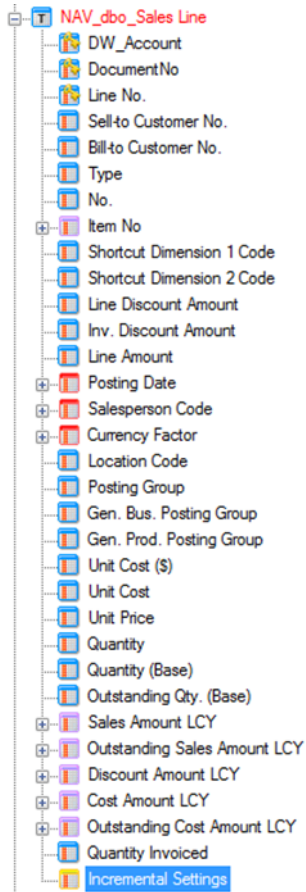 NAV_dbo_Sales Line
DW_Account
DocumentNo
Line No.
Sell-to Customer No.
Bill-to Customer No.
Type
No.
Item No
Shortcut Dimension 1 Code
Shortcut Dimension 2 Code
Line Discount Amount
Inv. Discount Amount
Line Amount
Posting Date
Salesperson Code
Currency Factor
Location Code
Posting Group
Gen. Bus. Posting Group
Gen. Prod. Posting Group
Unit Cost ($)
Unit Cost
Unit Price
Quantity
Quantity (Base)
Outstanding Qty. (Base)
Sales Amount LCY
Outstanding Sales Amount LCY
Discount Amount LCY
Cost Amount LCY
Outstanding Cost Amount LCY
Quantity Invoiced
Incremental Settings